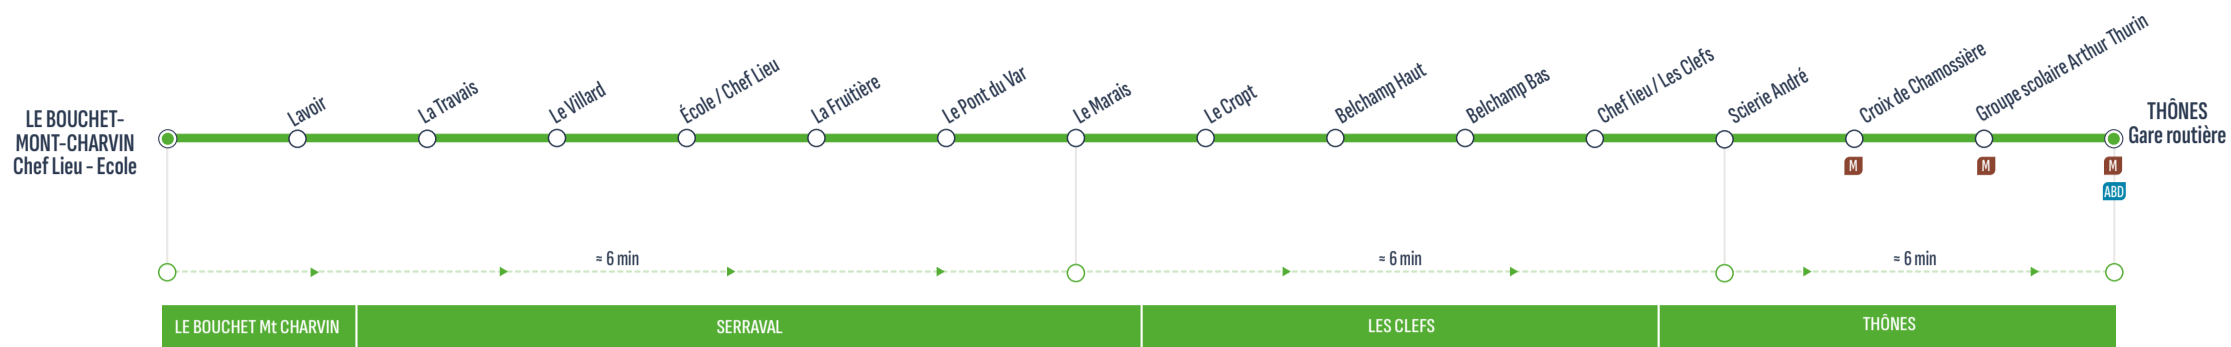 LE BOUCHET-
MONT-CHARVIN
Chef Lieu - Ecole
Lavoir
La Travais
Le Villard
École / Chef Lieu
La Fruitière
Le Pont du Var
Le Marais
Le Cropt
Belchamp Haut
Belchamp Bas
Chef lieu / Les Clefs
Scierie André
Croix de Chamossière
Groupe scolaire Arthur Thurin
THÔNES
Gare routière
M
M
M
ABD
≈ 6 min
≈ 6 min
≈ 6 min
LE BOUCHET Mt CHARVIN
SERRAVAL
LES CLEFS
THÔNES